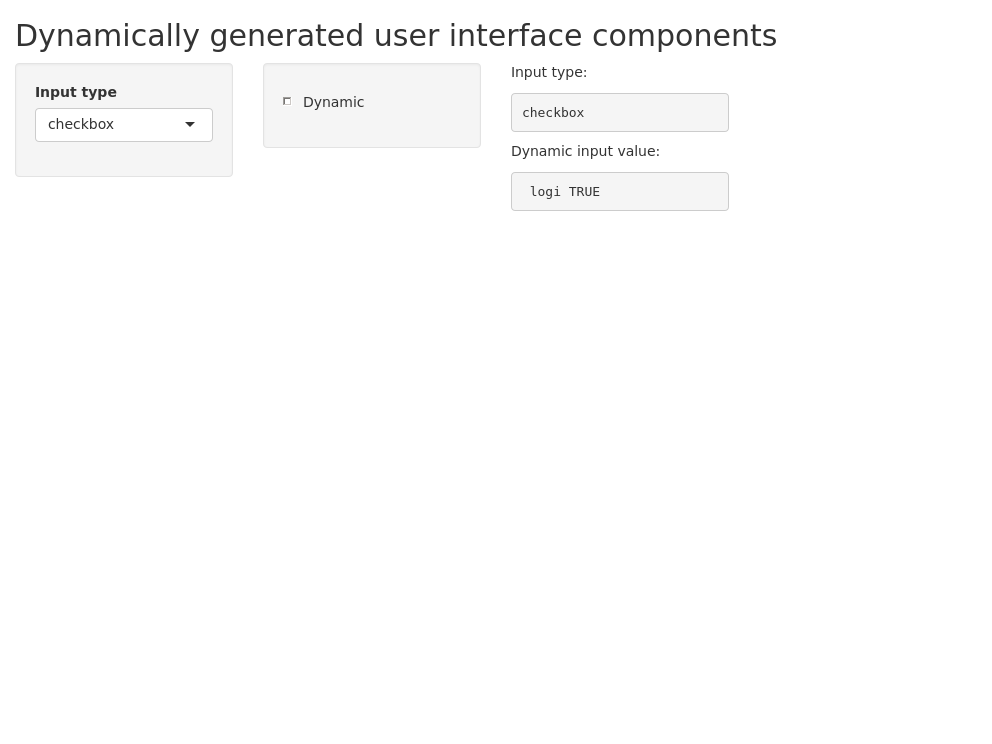 Dynamically generated user interface components
Input type
checkbox
Dynamic
Input type:
checkbox
Dynamic input value:
logi TRUE